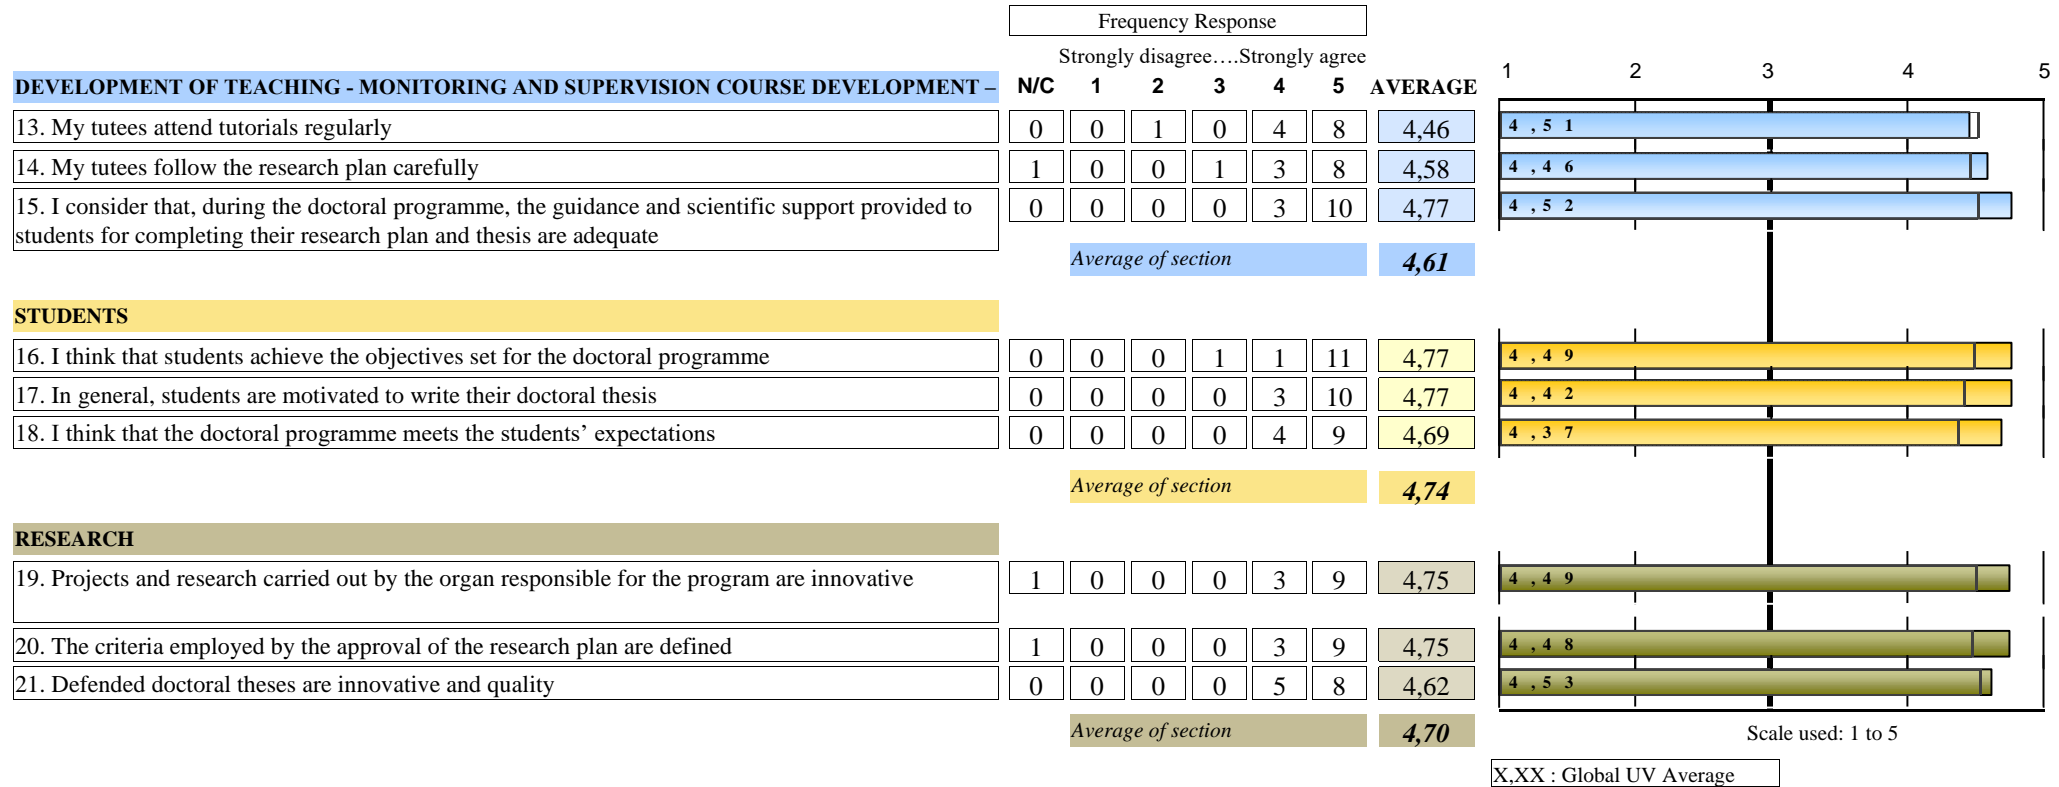 Frequency Response
Strongly disagree….Strongly agree
DEVELOPMENT OF TEACHING - MONITORING AND SUPERVISION COURSE DEVELOPMENT – N/C 1 2 3 4 5 AVERAGE 1 2 3 4 5
13. My tutees attend tutorials regularly 0 0 1 0 4 8 4,46 4,51
14. My tutees follow the research plan carefully 1 0 0 1 3 8 4,58 4,46
15. I consider that, during the doctoral programme, the guidance and scientific support provided to 0 0 0 0 3 10 4,77 4,52
students for completing their research plan and thesis are adequate
Average of section 4,61
STUDENTS
16. I think that students achieve the objectives set for the doctoral programme 0 0 0 1 1 11 4,77 4,49
17. In general, students are motivated to write their doctoral thesis 0 0 0 0 3 10 4,77 4,42
18. I think that the doctoral programme meets the students’ expectations 0 0 0 0 4 9 4,69 4,37
Average of section 4,74
RESEARCH
19. Projects and research carried out by the organ responsible for the program are innovative 1 0 0 0 3 9 4,75 4,49
20. The criteria employed by the approval of the research plan are defined 1 0 0 0 3 9 4,75 4,48
21. Defended doctoral theses are innovative and quality 0 0 0 0 5 8 4,62 4,53
Average of section 4,70
Scale used: 1 to 5
X,XX : Global UV Average